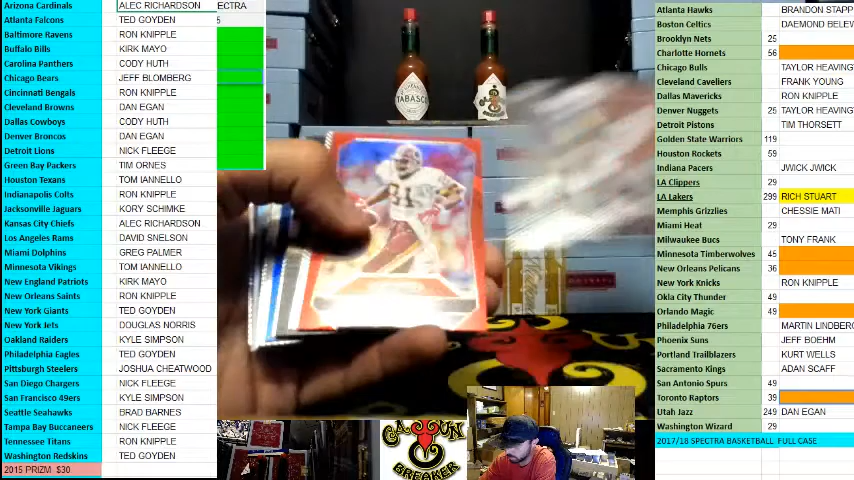 Arizona Cardinals ALEC RICHARDSON ECTRA
Atlanta Falcons TED GOYDEN
Baltimore Ravens RON KNIPPLE
Buffalo Bills KIRK MAYO
Carolina Panthers CODY HUTH
Chicago Bears JEFF BLOMBERG
Cincinnati Bengals RON KNIPPLE
Cleveland Browns DAN EGAN
Dallas Cowboys CODY HUTH
Denver Broncos DAN EGAN
Detroit Lions NICK FLEEGE
Green Bay Packers TIM ORNES
Houston Texans TOM IANNELLO
Indianapolis Colts RON KNIPPLE
Jacksonville Jaguars KORY SCHIMKE
Kansas City Chiefs ALEC RICHARDSON
Los Angeles Rams DAVID SNELSON
Miami Dolphins GREG PALMER
Minnesota Vikings TOM IANNELLO
New England Patriots KIRK MAYO
New Orleans Saints RON KNIPPLE
New York Giants TED GOYDEN
New York Jets DOUGLAS NORRIS
Oakland Raiders KYLE SIMPSON
Philadelphia Eagles TED GOYDEN
Pittsburgh Steelers JOSHUA CHEATWOOD
San Diego Chargers NICK FLEEGE
San Francisco 49ers KYLE SIMPSON
Seattle Seahawks BRAD BARNES
Tampa Bay Buccaneers NICK FLEEGE
Tennessee Titans RON KNIPPLE
Washington Redskins TED GOYDEN
2015 PRIZM $30
TABASCO
81
CAJUN
BREAKER
Atlanta Hawks BRANDON STAPP
Boston Celtics DAEMOND BELEW
Brooklyn Nets 25
Charlotte Hornets 56
Chicago Bulls TAYLOR HEAVING
Cleveland Cavaliers FRANK YOUNG
Dallas Mavericks RON KNIPPLE
Denver Nuggets 25 TAYLOR HEAVING
Detroit Pistons TIM THORSETT
Golden State Warriors 119
Houston Rockets 59
Indiana Pacers JWICK JWICK
LA Clippers 29
LA Lakers 299 RICH STUART
Memphis Grizzlies CHESSIE MATI
Miami Heat 29
Milwaukee Bucs TONY FRANK
Minnesota Timberwolves 45
New Orleans Pelicans 36
New York Knicks RON KNIPPLE
Okla City Thunder 49
Orlando Magic 49
Philadelphia 76ers MARTIN LINDBERG
Phoenix Suns JEFF BOEHM
Portland Trailblazers KURT WELLS
Sacramento Kings ADAN SCAFF
San Antonio Spurs 49
Toronto Raptors 39
Utah Jazz 249 DAN EGAN
Washington Wizard 29
2017/18 SPECTRA BASKETBALL FULL CASE